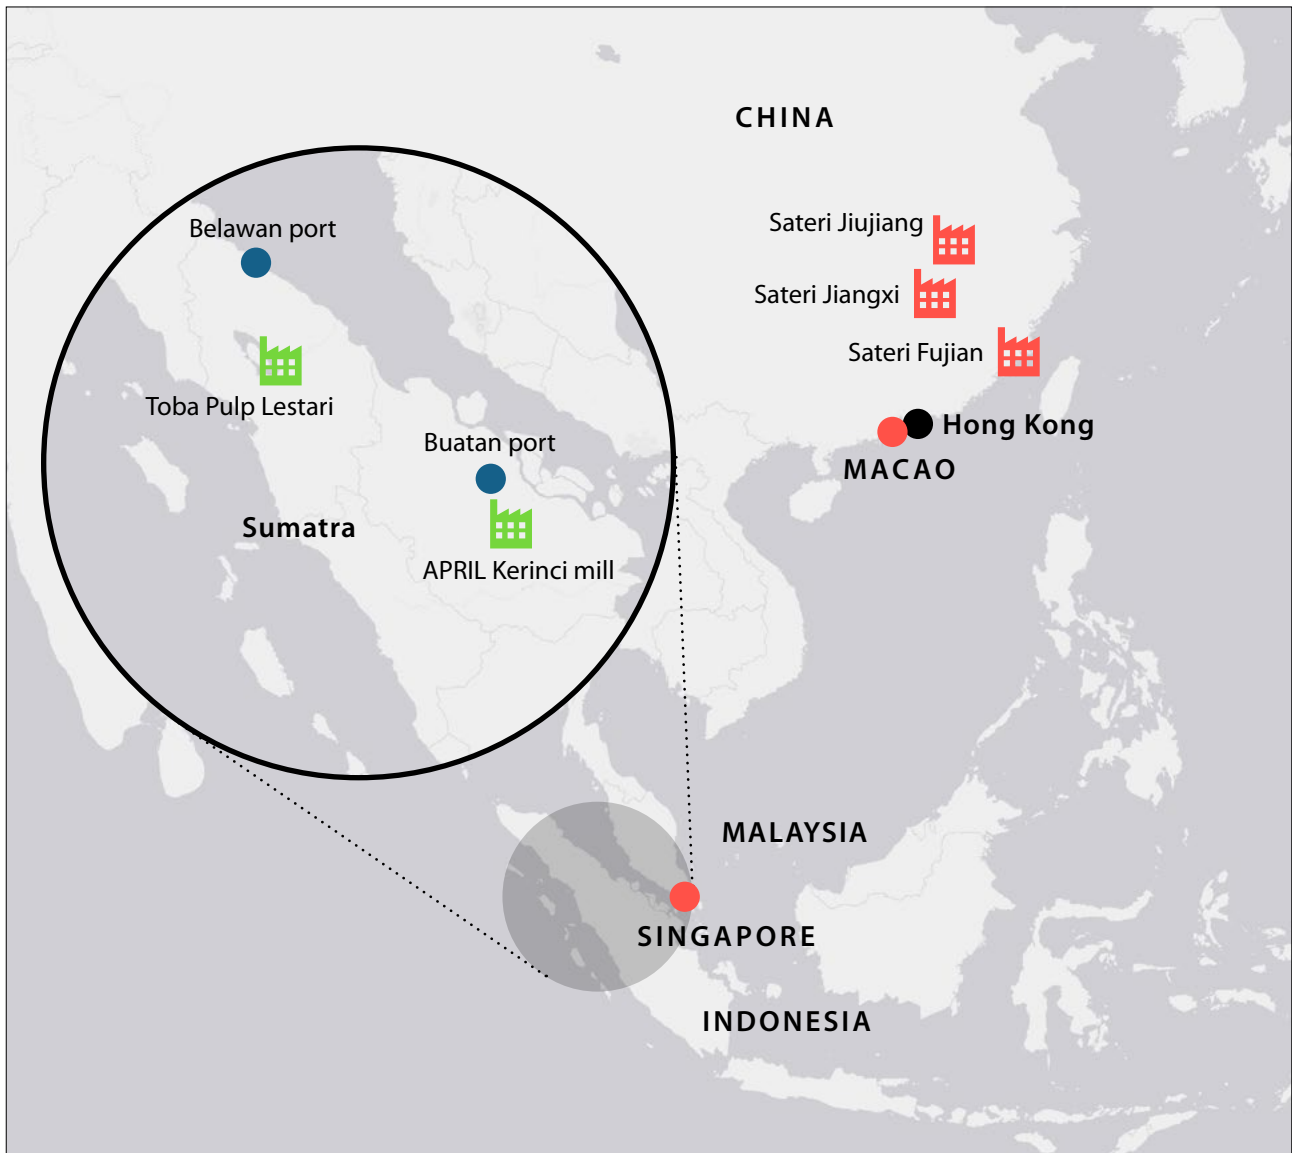 CHINA
Sateri Jiujiang
Belawan port
Sateri Jiangxi
Sateri Fujian
Toba Pulp Lestari
Hong Kong
Buatan port
MACAO
Sumatra
APRIL Kerinci mill
MALAYSIA
SINGAPORE
INDONESIA